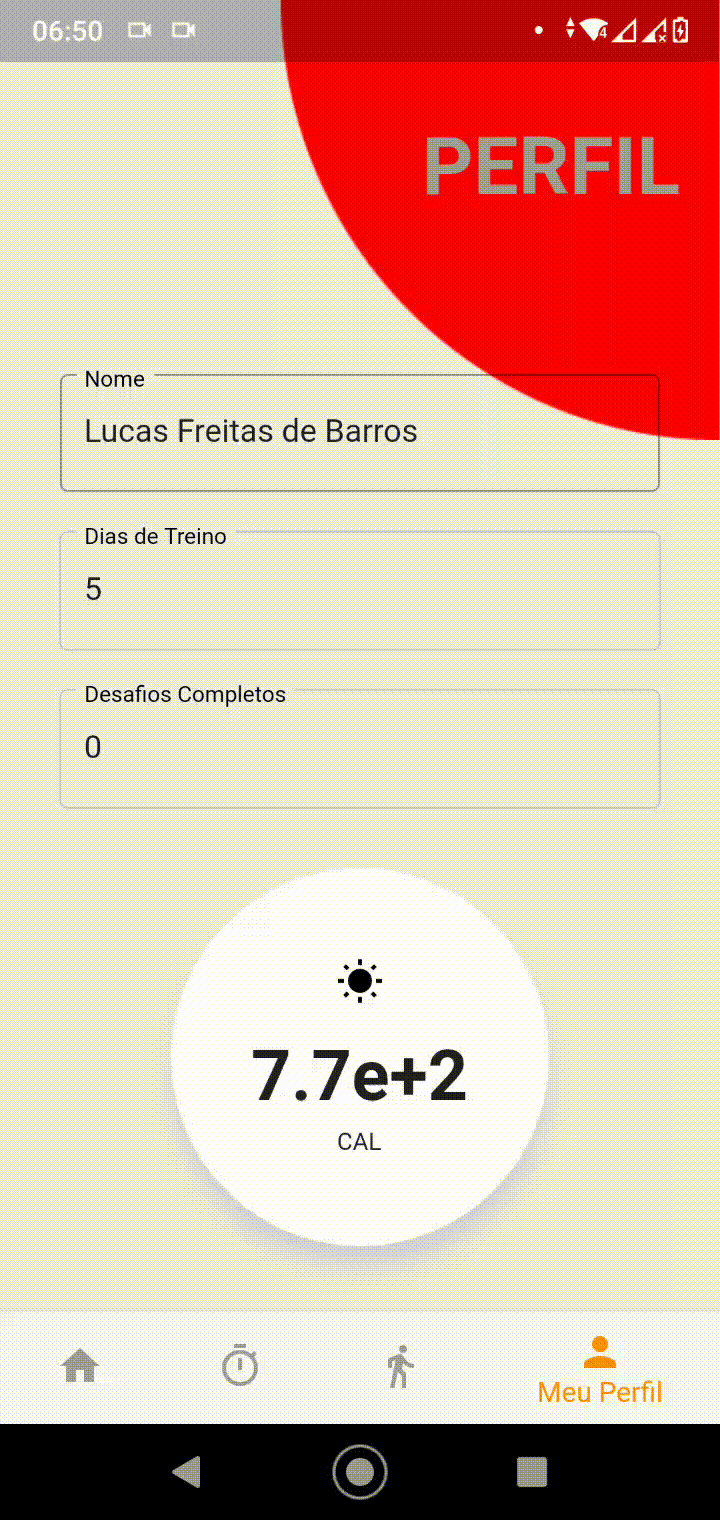 06:50
4
PERFIL
Nome
Lucas Freitas de Barros
Dias de Treino
5
Desafios Completos
0
7.7e+2
CAL
Meu Perfil